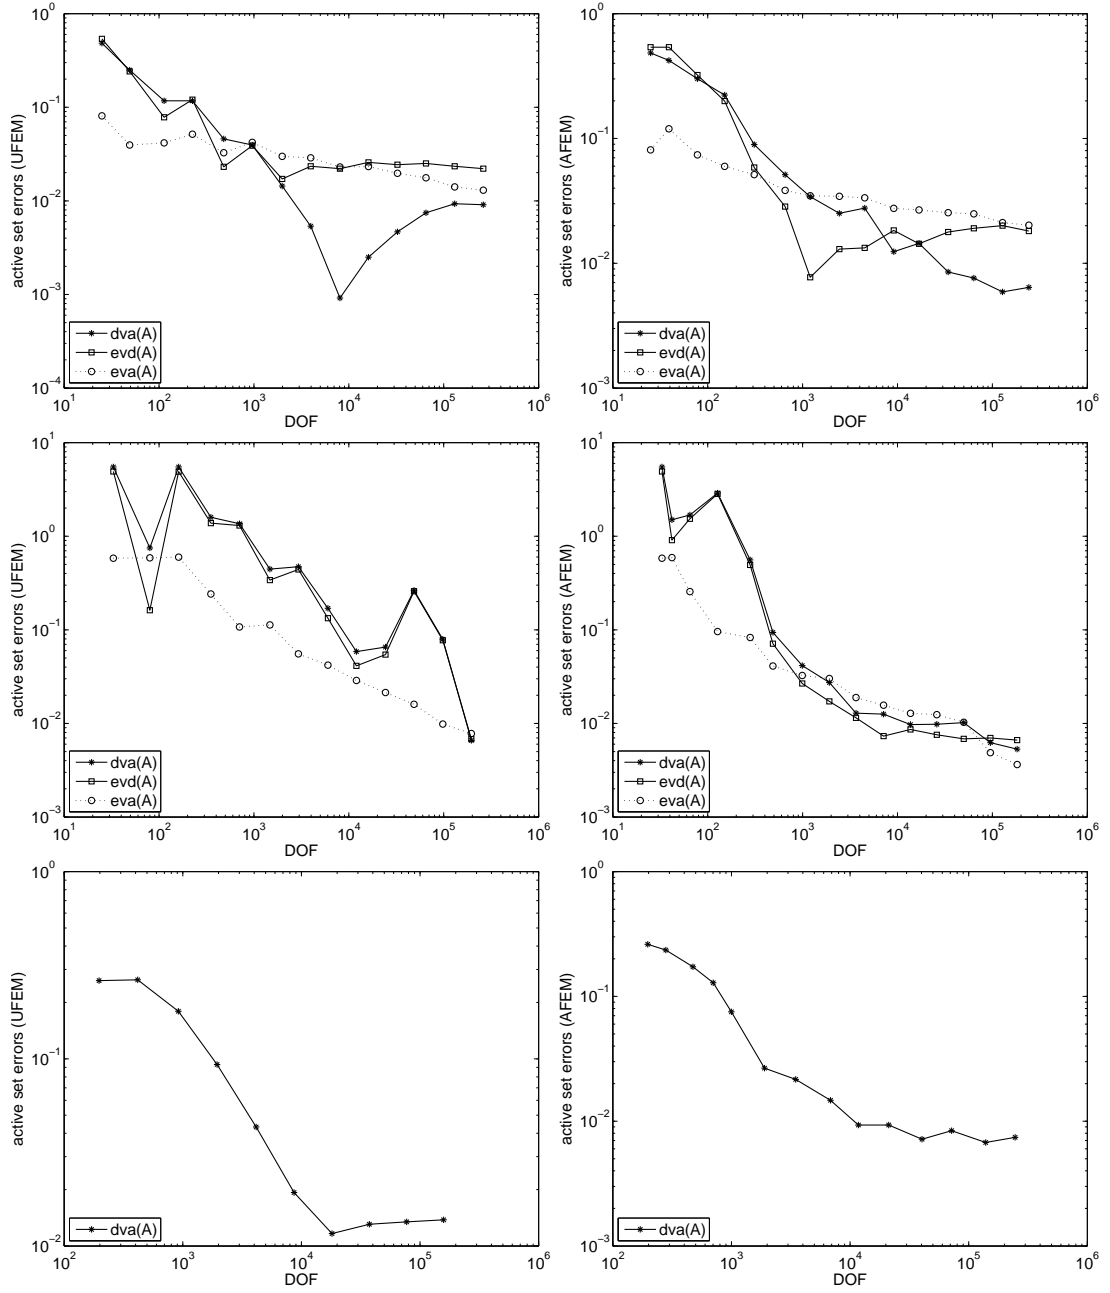 10^0
10^-1
10^-2
10^-3
10^-4
active set errors (UFEM)
dva(A)
evd(A)
eva(A)
10^1 10^2 10^3 10^4 10^5 10^6
DOF
10^0
10^-1
10^-2
10^-3
active set errors (AFEM)
dva(A)
evd(A)
eva(A)
10^1 10^2 10^3 10^4 10^5 10^6
DOF
10^1
10^0
10^-1
10^-2
10^-3
active set errors (UFEM)
dva(A)
evd(A)
eva(A)
10^1 10^2 10^3 10^4 10^5 10^6
DOF
10^1
10^0
10^-1
10^-2
10^-3
active set errors (AFEM)
dva(A)
evd(A)
eva(A)
10^1 10^2 10^3 10^4 10^5 10^6
DOF
10^0
10^-1
10^-2
active set errors (UFEM)
dva(A)
10^2 10^3 10^4 10^5 10^6
DOF
10^0
10^-1
10^-2
10^-3
active set errors (AFEM)
dva(A)
10^2 10^3 10^4 10^5 10^6
DOF